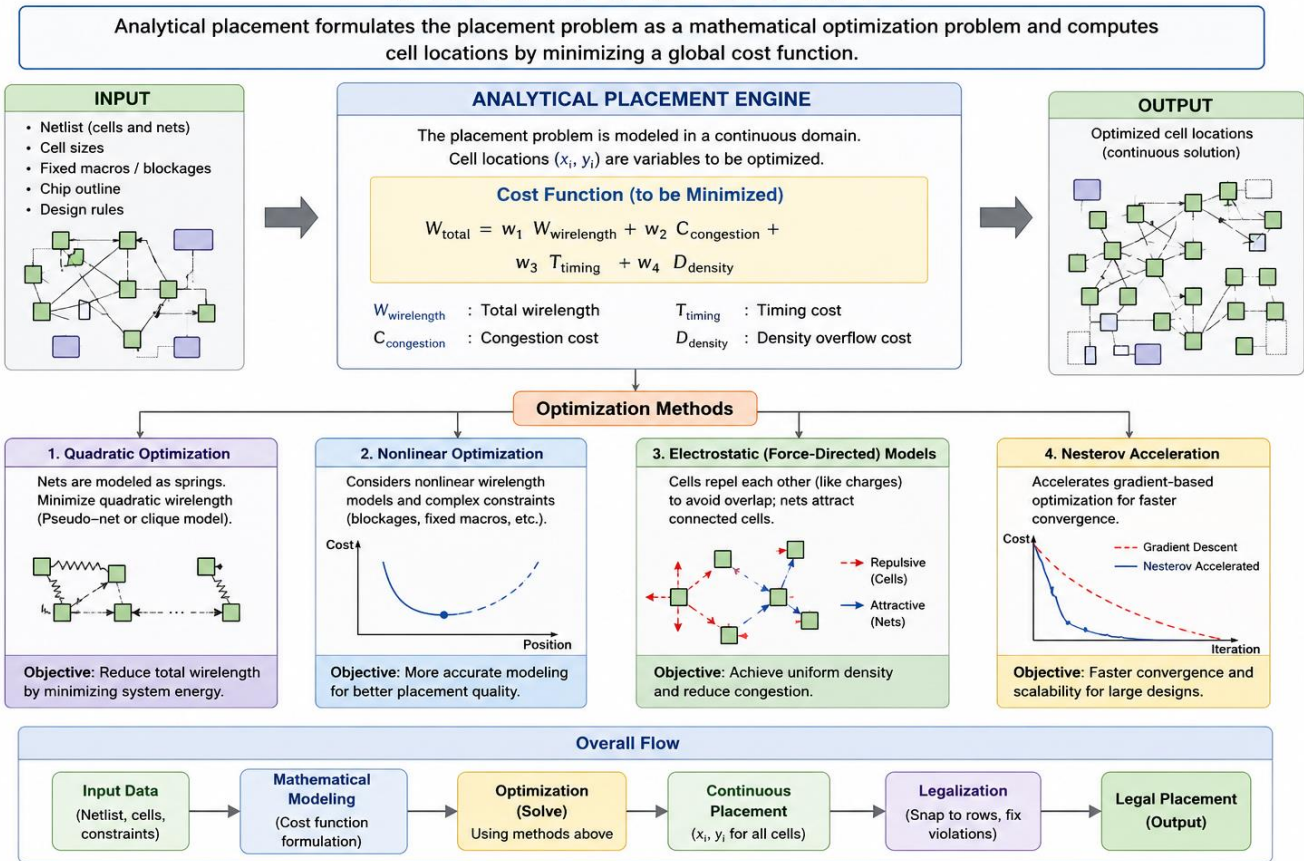 Analytical placement formulates the placement problem as a mathematical optimization problem and computes
cell locations by minimizing a global cost function.
INPUT
• Netlist (cells and nets)
• Cell sizes
• Fixed macros / blockages
• Chip outline
• Design rules
ANALYTICAL PLACEMENT ENGINE
The placement problem is modeled in a continuous domain.
Cell locations (xᵢ, yᵢ) are variables to be optimized.
Cost Function (to be Minimized)
W_total = w₁ W_wirelength + w₂ C_congestion +
w₃ T_timing + w₄ D_density
W_wirelength : Total wirelength
T_timing : Timing cost
C_congestion : Congestion cost
D_density : Density overflow cost
OUTPUT
Optimized cell locations
(continuous solution)
Optimization Methods
1. Quadratic Optimization
Nets are modeled as springs.
Minimize quadratic wirelength
(Pseudo–net or clique model).
...
Objective: Reduce total wirelength
by minimizing system energy.
2. Nonlinear Optimization
Considers nonlinear wirelength
models and complex constraints
(blockages, fixed macros, etc.).
Cost
Position
Objective: More accurate modeling
for better placement quality.
3. Electrostatic (Force-Directed) Models
Cells repel each other (like charges)
to avoid overlap; nets attract
connected cells.
Repulsive
(Cells)
Attractive
(Nets)
Objective: Achieve uniform density
and reduce congestion.
4. Nesterov Acceleration
Accelerates gradient–based
optimization for faster
convergence.
Cost
Gradient Descent
Nesterov Accelerated
Iteration
Objective: Faster convergence and
scalability for large designs.
Overall Flow
Input Data
(Netlist, cells,
constraints)
Mathematical
Modeling
(Cost function
formulation)
Optimization
(Solve)
Using methods above
Continuous
Placement
(xᵢ, yᵢ for all cells)
Legalization
(Snap to rows, fix
violations)
Legal Placement
(Output)